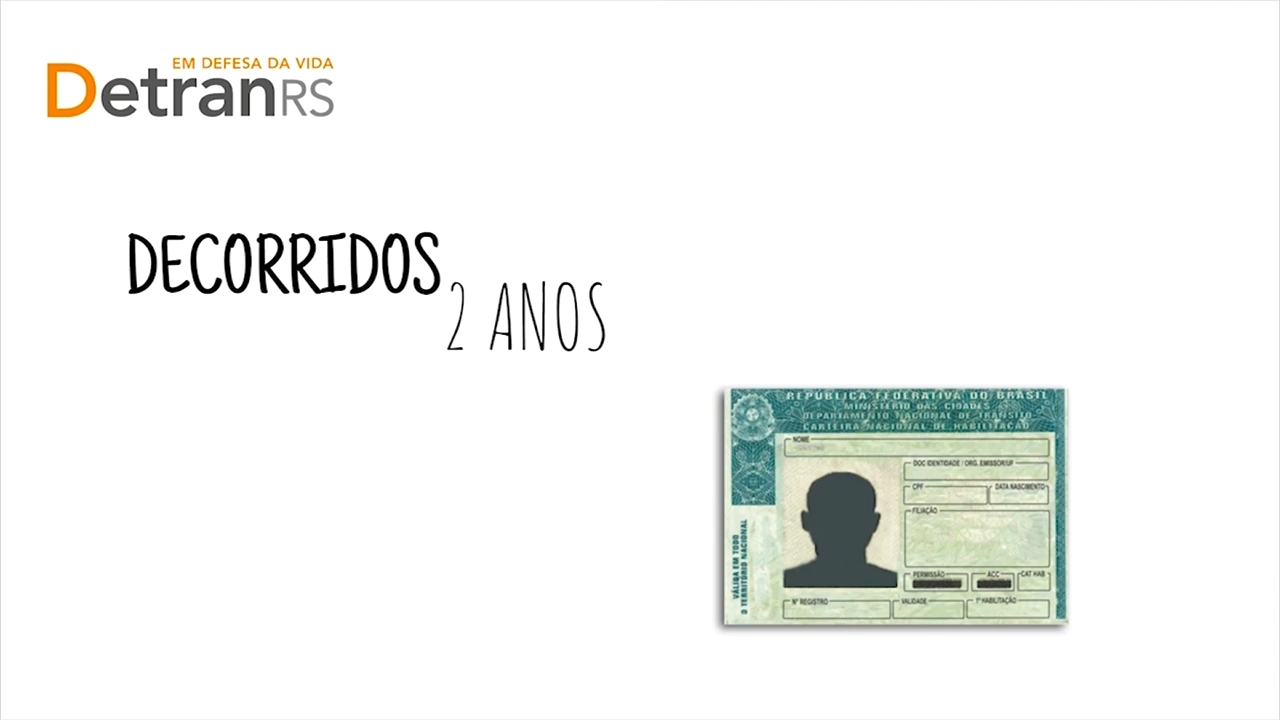 EM DEFESA DA VIDA
DetranRS
DECORRIDOS
2 ANOS
REPÚBLICA FEDERATIVA DO BRASIL
MINISTÉRIO DAS CIDADES
DEPARTAMENTO NACIONAL DE TRÂNSITO
CARTEIRA NACIONAL DE HABILITAÇÃO
NOME
DOC IDENTIDADE / ORG. EMISSOR/UF
CPF
DATA NASCIMENTO
FILIAÇÃO
PERMISSÃO
ACC
CAT HAB
Nº REGISTRO
VALIDADE
1ª HABILITAÇÃO
VÁLIDA EM TODO
O TERRITÓRIO NACIONAL